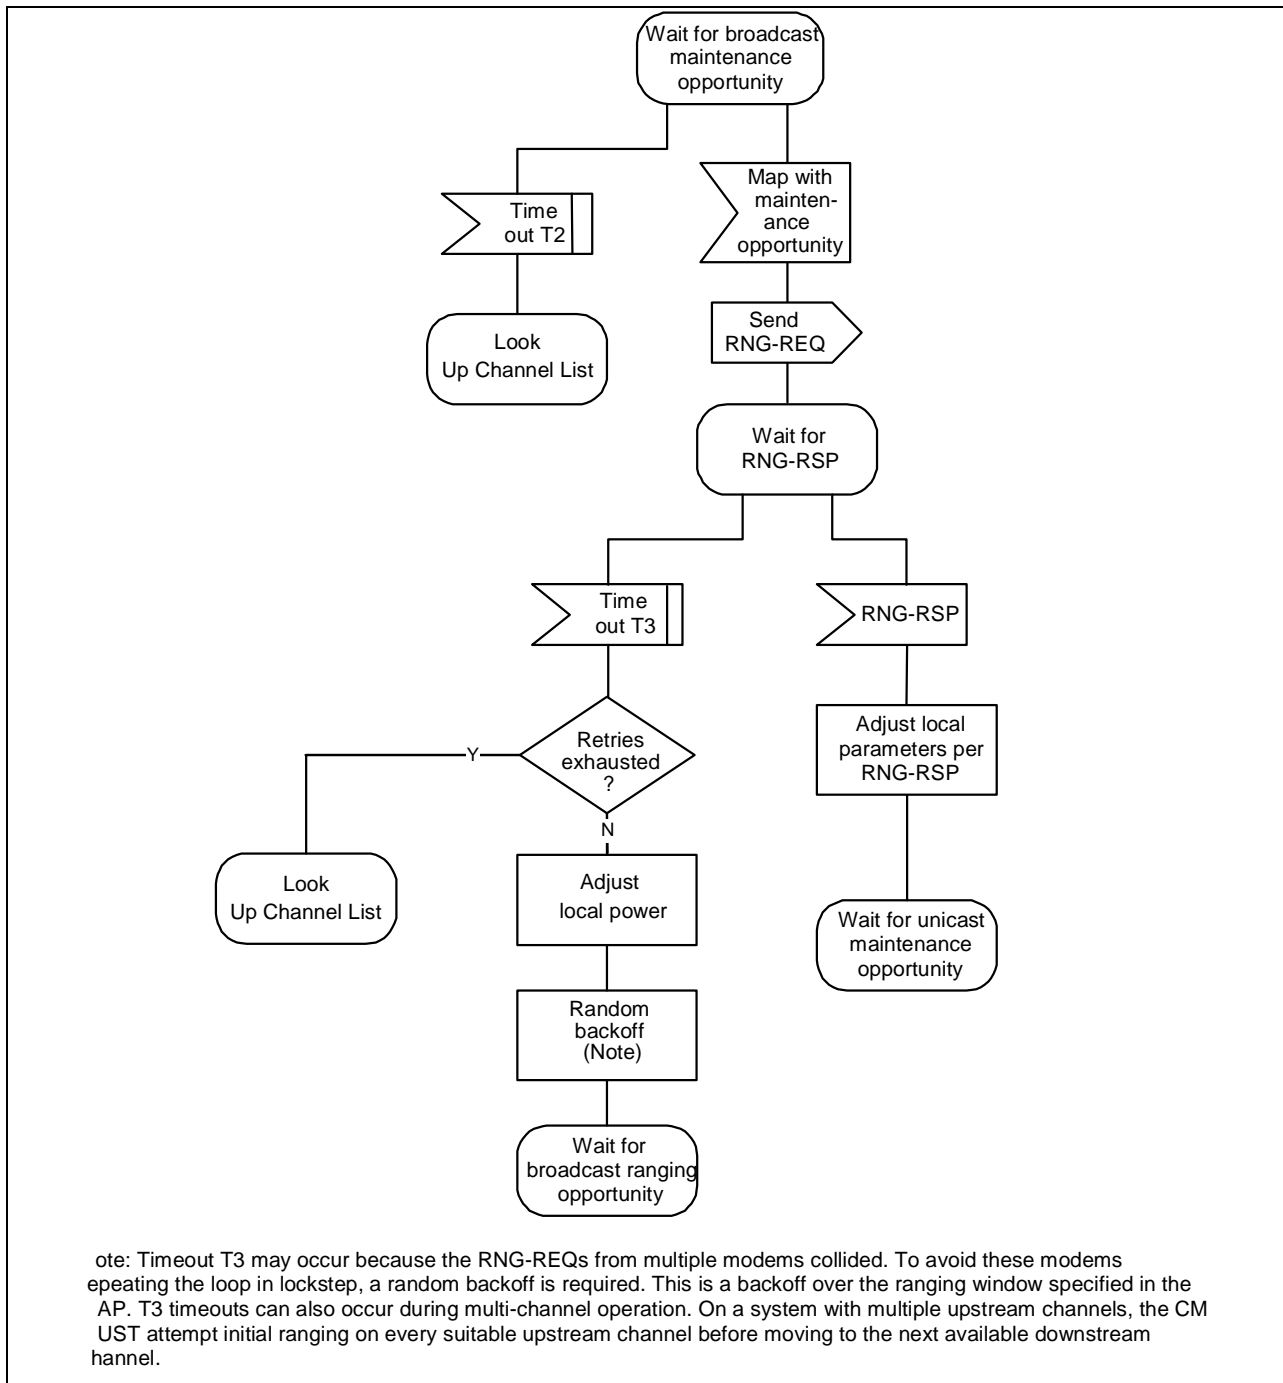 Wait for broadcast
maintenance
opportunity
Time
out T2
Map with
mainten-
ance
opportunity
Look
Up Channel List
Send
RNG-REQ
Wait for
RNG-RSP
Time
out T3
RNG-RSP
Retries
exhausted
?
Y
N
Adjust local
parameters per
RNG-RSP
Look
Up Channel List
Adjust
local power
Wait for unicast
maintenance
opportunity
Random
backoff
(Note)
Wait for
broadcast ranging
opportunity
ote: Timeout T3 may occur because the RNG-REQs from multiple modems collided. To avoid these modems
epeating the loop in lockstep, a random backoff is required. This is a backoff over the ranging window specified in the
AP. T3 timeouts can also occur during multi-channel operation. On a system with multiple upstream channels, the CM
UST attempt initial ranging on every suitable upstream channel before moving to the next available downstream
hannel.